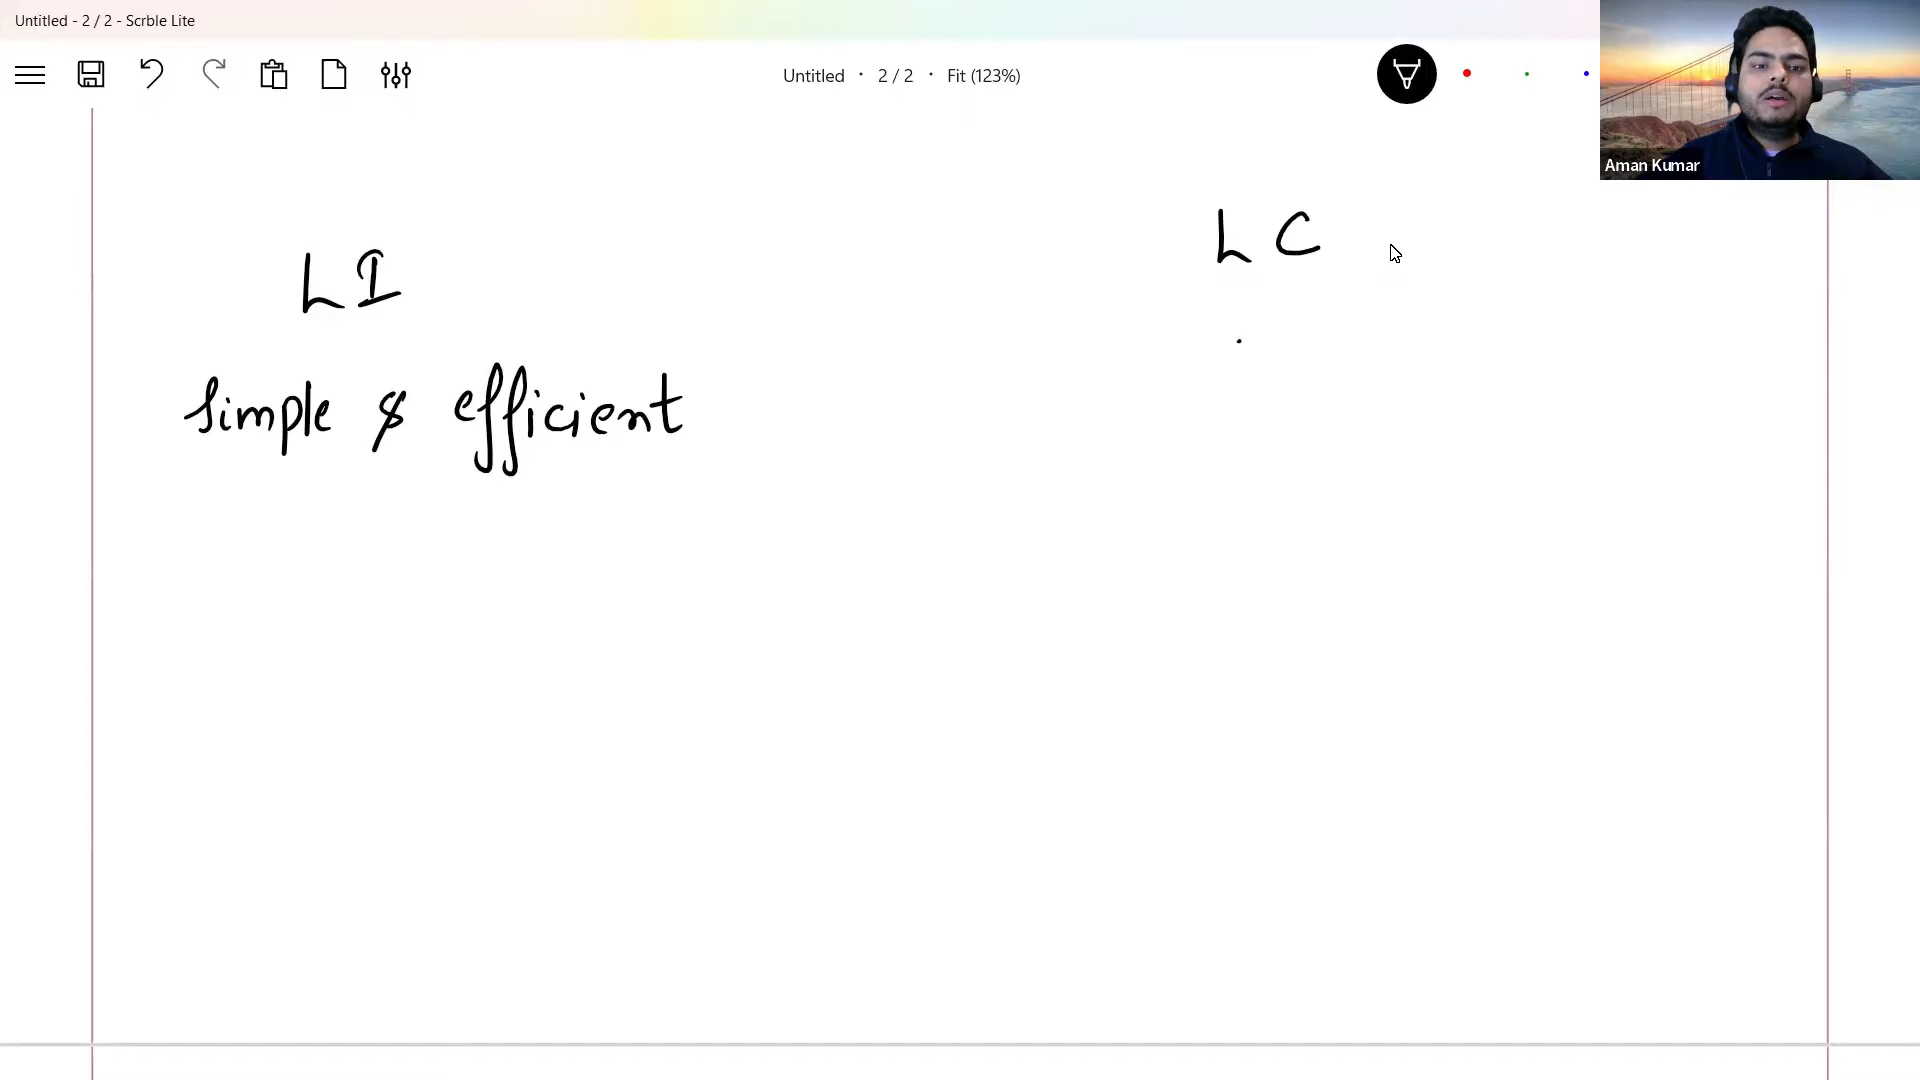 Untitled - 2 / 2 - Scrble Lite
Untitled • 2 / 2 • Fit (123%)
Aman Kumar
LI
LC
Simple & efficient